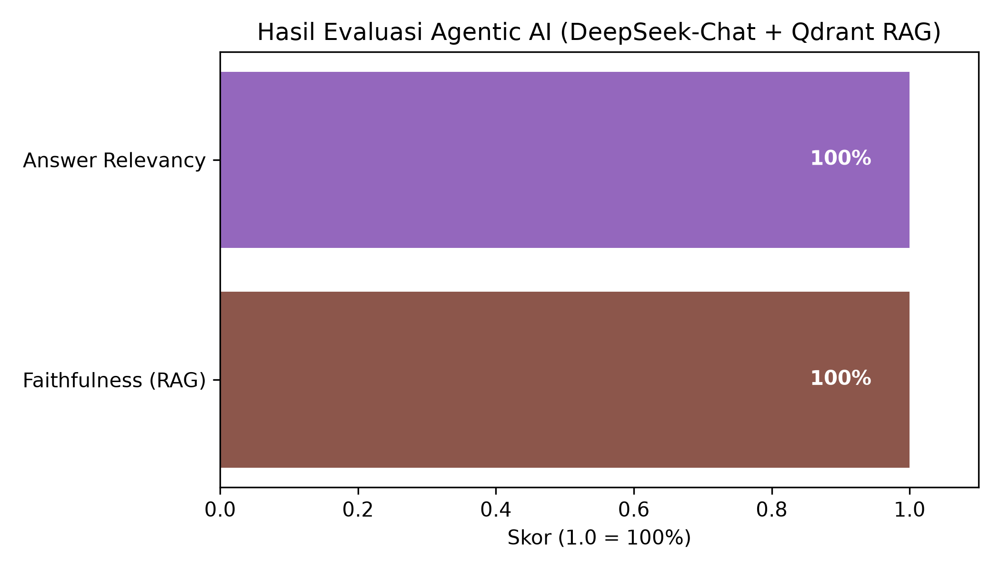 Hasil Evaluasi Agentic AI (DeepSeek-Chat + Qdrant RAG)
Answer Relevancy
100%
Faithfulness (RAG)
100%
0.0 0.2 0.4 0.6 0.8 1.0
Skor (1.0 = 100%)